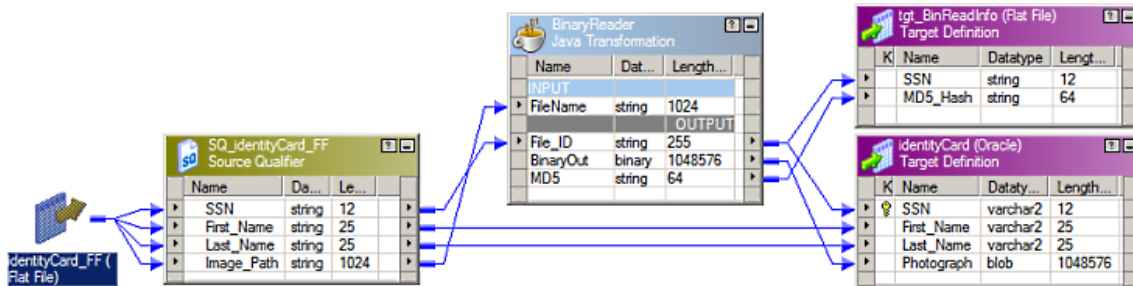 BinaryReader
Java Transformation
Name Dat... Length...
INPUT
FileName string 1024
OUTPUT
File_ID string 255
BinaryOut binary 1048576
MD5 string 64
tgt_BinReadInfo (Flat File)
Target Definition
K Name Datatype Lengt...
SSN string 12
MD5_Hash string 64
SQ_identityCard_FF
Source Qualifier
Name Da... Le...
SSN string 12
First_Name string 25
Last_Name string 25
Image_Path string 1024
identityCard (Oracle)
Target Definition
K Name Dataty... Length...
SSN varchar2 12
First_Name varchar2 25
Last_Name varchar2 25
Photograph blob 1048576
identityCard_FF (
Flat File)
SQ